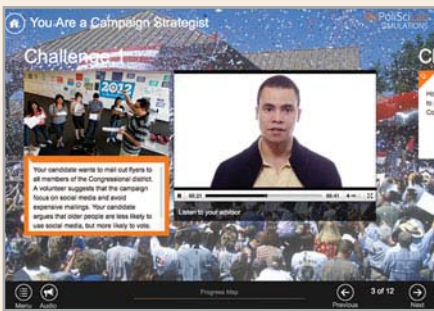 You Are a Campaign Strategist
PoliSciLab
SIMULATIONS
Challenge 1
2012
Your candidate wants to mail out flyers to
all members of the Congressional district.
A volunteer suggests that the campaign
focus on social media and avoid
expensive mailings. Your candidate
argues that older people are less likely to
use social media, but more likely to vote.
Listen to your advisor
Menu
Audio
Progress Map
Previous
3 of 12
Next